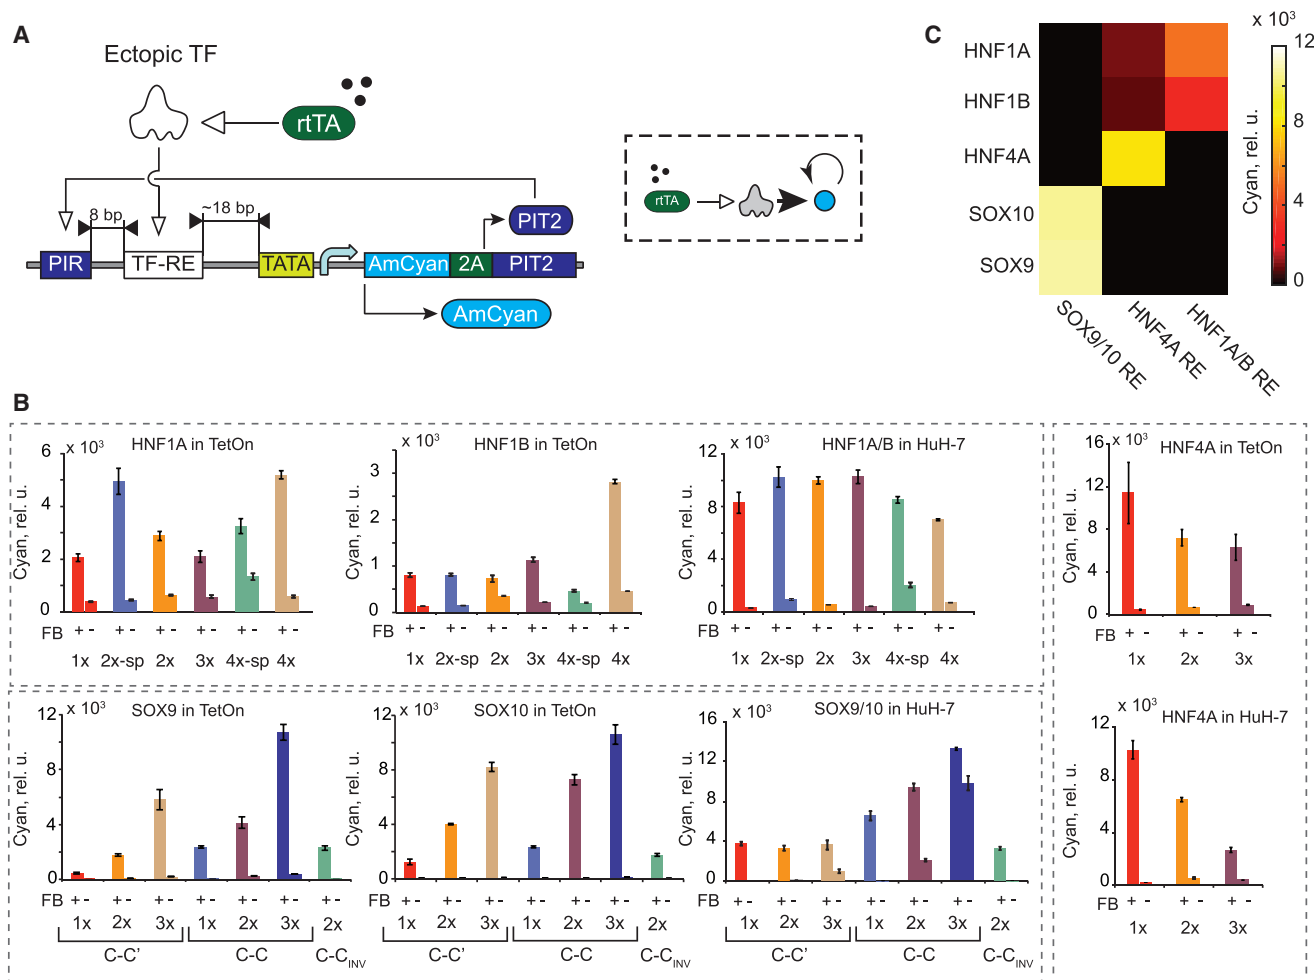 A
Ectopic TF
rtTA
8 bp
~18 bp
PIT2
PIR
TF-RE
TATA
AmCyan
2A
PIT2
AmCyan
rtTA
C
HNF1A
HNF1B
HNF4A
SOX10
SOX9
SOX9/10 RE
HNF4A RE
HNF1A/B RE
x 10³
12
8
4
0
Cyan, rel. u.
B
x 10³
HNF1A in TetOn
Cyan, rel. u.
6
4
2
0
FB + - + - + - + - + - + -
1x 2x-sp 2x 3x 4x-sp 4x
x 10³
HNF1B in TetOn
Cyan, rel. u.
3
2
1
0
FB + - + - + - + - + - + -
1x 2x-sp 2x 3x 4x-sp 4x
x 10³
HNF1A/B in HuH-7
Cyan, rel. u.
12
8
4
0
FB + - + - + - + - + - + -
1x 2x-sp 2x 3x 4x-sp 4x
x 10³
HNF4A in TetOn
Cyan, rel. u.
16
12
8
4
0
FB + - + - + -
1x 2x 3x
x 10³
SOX9 in TetOn
Cyan, rel. u.
12
8
4
0
FB + - + - + - + - + - + - + -
1x 2x 3x 1x 2x 3x 2x
C-C' C-C C-CINV
x 10³
SOX10 in TetOn
Cyan, rel. u.
12
8
4
0
FB + - + - + - + - + - + - + -
1x 2x 3x 1x 2x 3x 2x
C-C' C-C C-CINV
x 10³
SOX9/10 in HuH-7
Cyan, rel. u.
16
12
8
4
0
FB + - + - + - + - + - + - + -
1x 2x 3x 1x 2x 3x 2x
C-C' C-C C-CINV
x 10³
HNF4A in HuH-7
Cyan, rel. u.
12
8
4
0
FB + - + - + -
1x 2x 3x